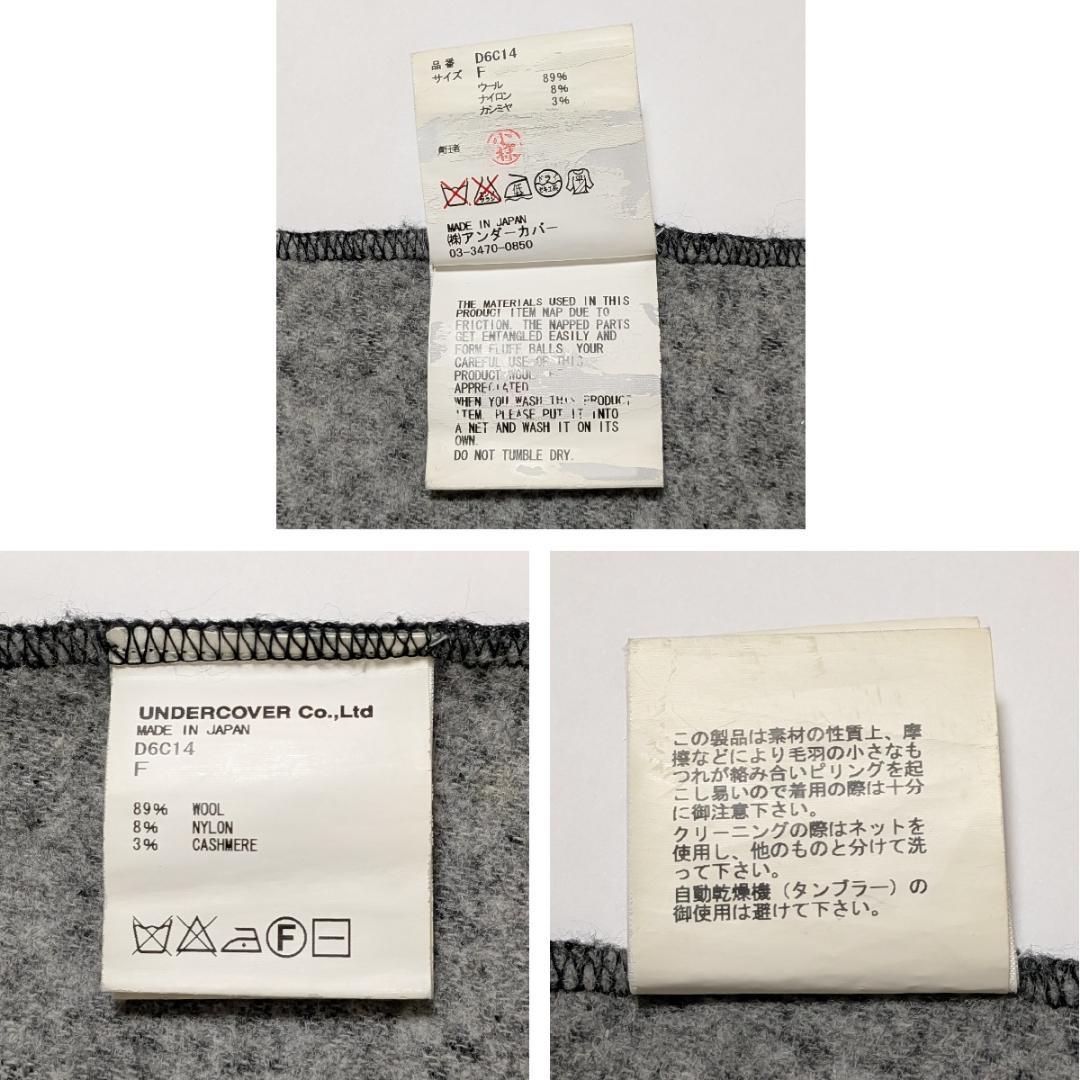 品番 D6C14
サイズ F
ウール 89%
ナイロン 8%
カシミヤ 3%
MADE IN JAPAN
(株)アンダーカバー
03-3470-0850
THE MATERIALS USED IN THIS
PRODUCT ITEM NAP DUE TO
FRICTION. THE NAPPED PARTS
GET ENTANGLED EASILY AND
FORM FLUFF BALLS. YOUR
CAREFUL USE OF THIS
PRODUCT
APPRECIATED
WHEN YOU WASH THIS PRODUCT
ITEM. PLEASE PUT IT INTO
A NET AND WASH IT ON ITS
OWN.
DO NOT TUMBLE DRY.
UNDERCOVER Co.,Ltd
MADE IN JAPAN
D6C14
F
89% WOOL
8% NYLON
3% CASHMERE
F
この製品は素材の性質上、摩
擦などにより毛羽の小さなも
つれが絡み合いピリングを起
こし易いので着用の際は十分
に御注意下さい。
クリーニングの際はネットを
使用し、他のものと分けて洗
って下さい。
自動乾燥機（タンブラー）の
御使用は避けて下さい。